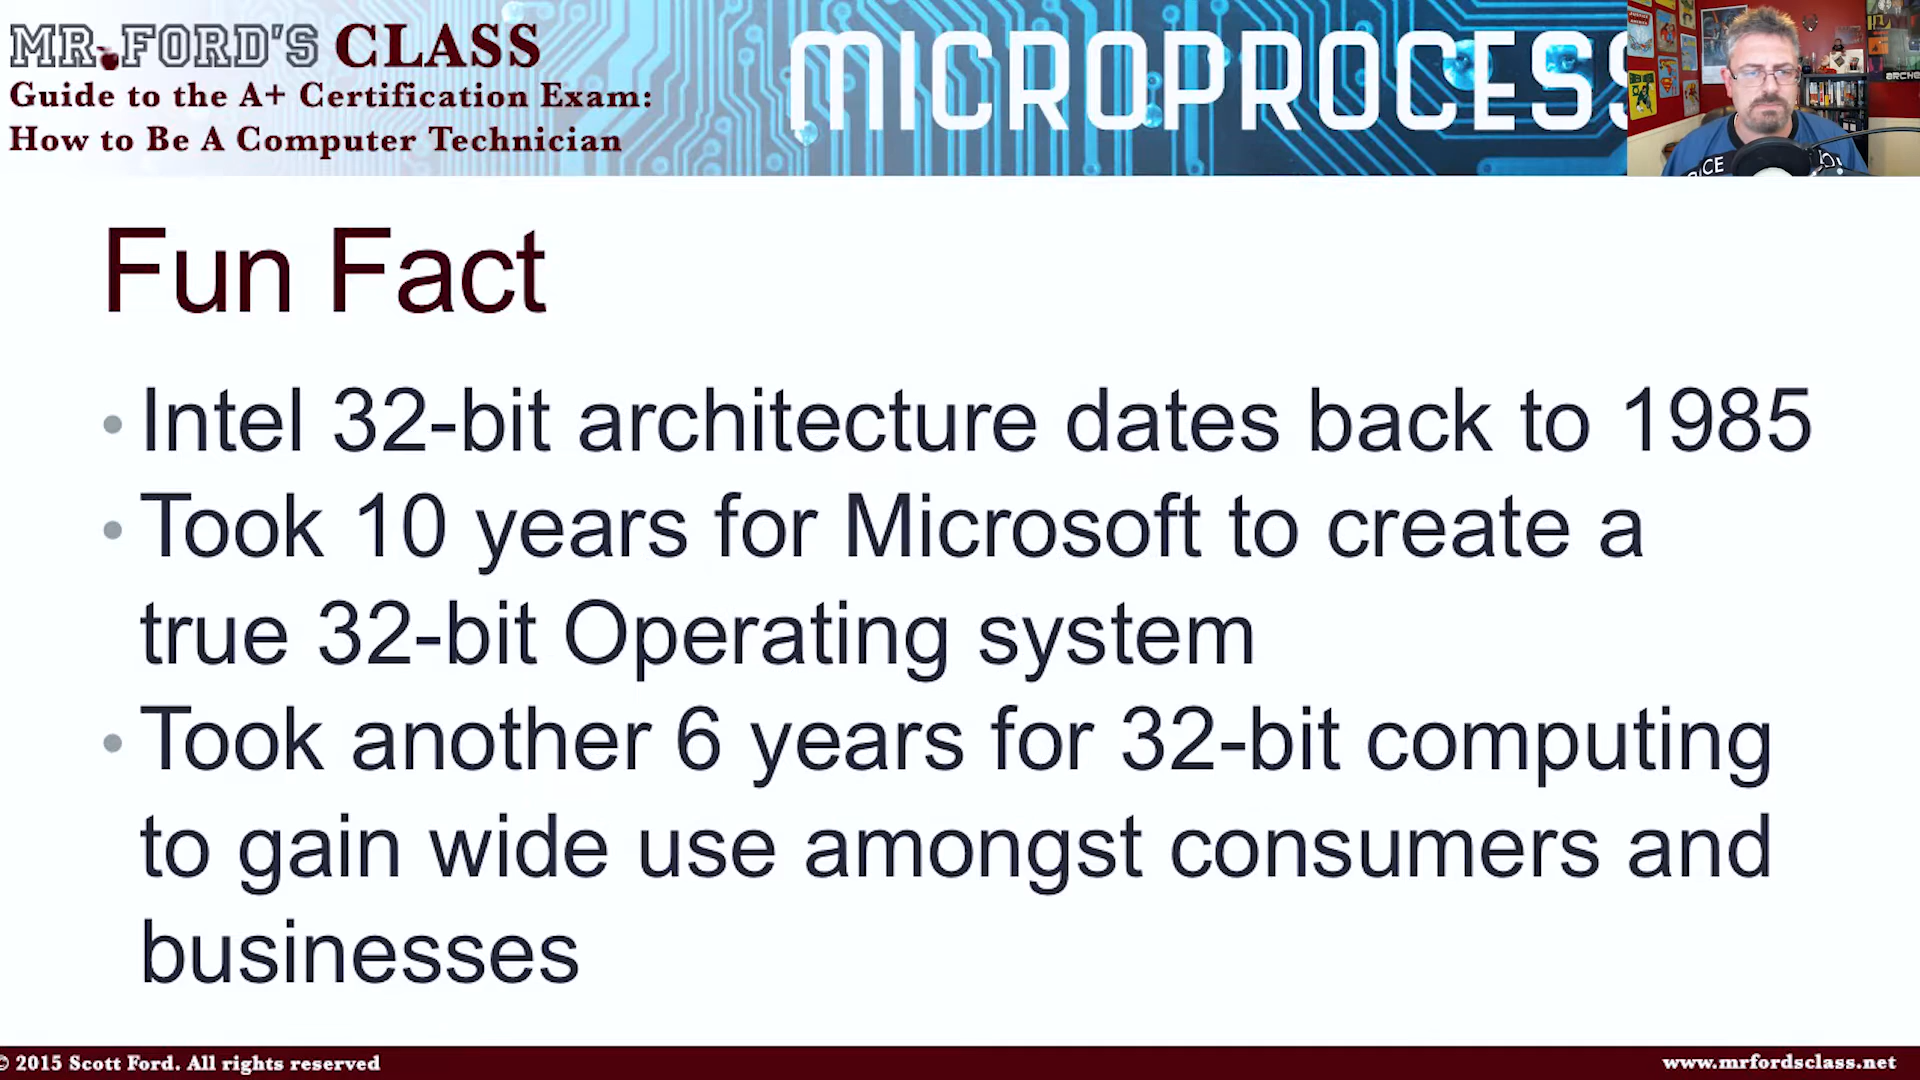 MR.FORD'S CLASS
Guide to the A+ Certification Exam:
How to Be A Computer Technician
MICROPROCESS
ARCHE
ICE
Fun Fact
• Intel 32-bit architecture dates back to 1985
• Took 10 years for Microsoft to create a
true 32-bit Operating system
• Took another 6 years for 32-bit computing
to gain wide use amongst consumers and
businesses
© 2015 Scott Ford. All rights reserved
www.mrfordsclass.net